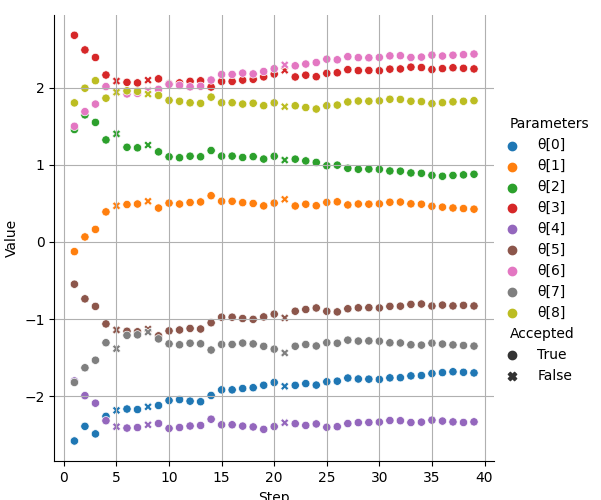 Value
2
1
0
−1
−2
0
5
10
15
20
25
30
35
40
Step
Parameters
θ[0]
θ[1]
θ[2]
θ[3]
θ[4]
θ[5]
θ[6]
θ[7]
θ[8]
Accepted
True
False